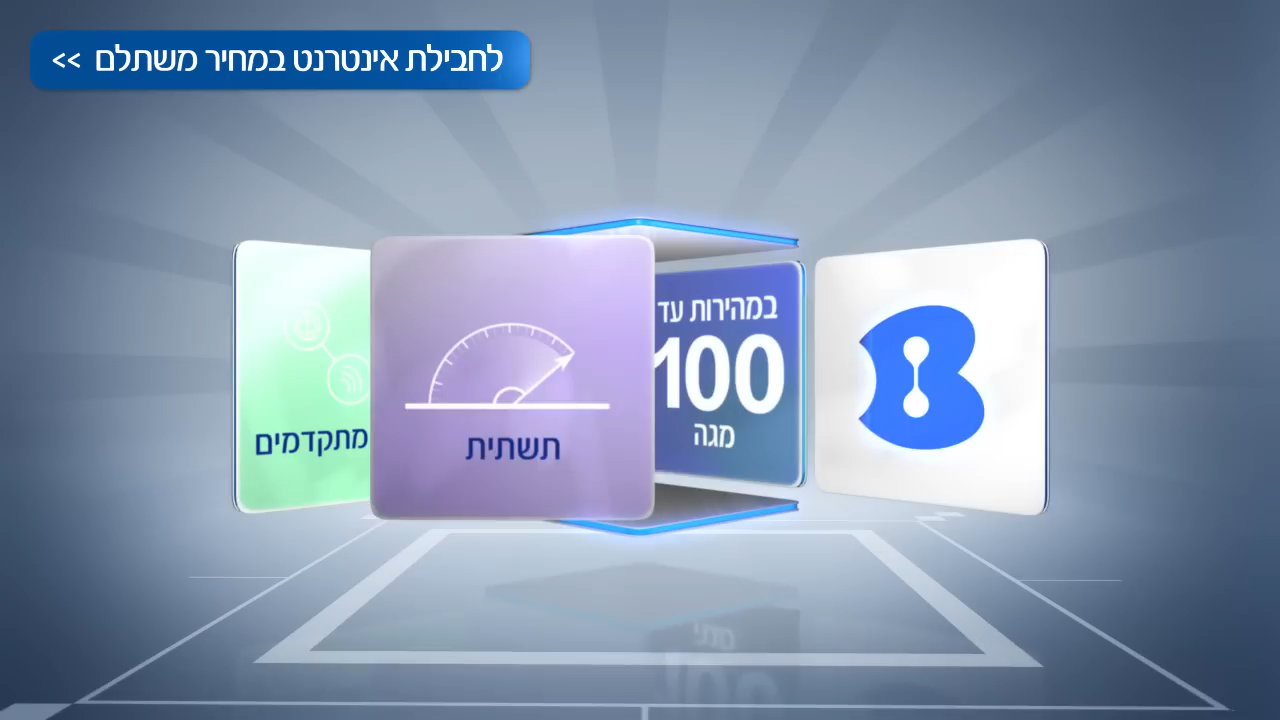 לחבילת אינטרנט במחיר משתלם >>
במהירות עד
100
מגה
תשתית
מתקדמים